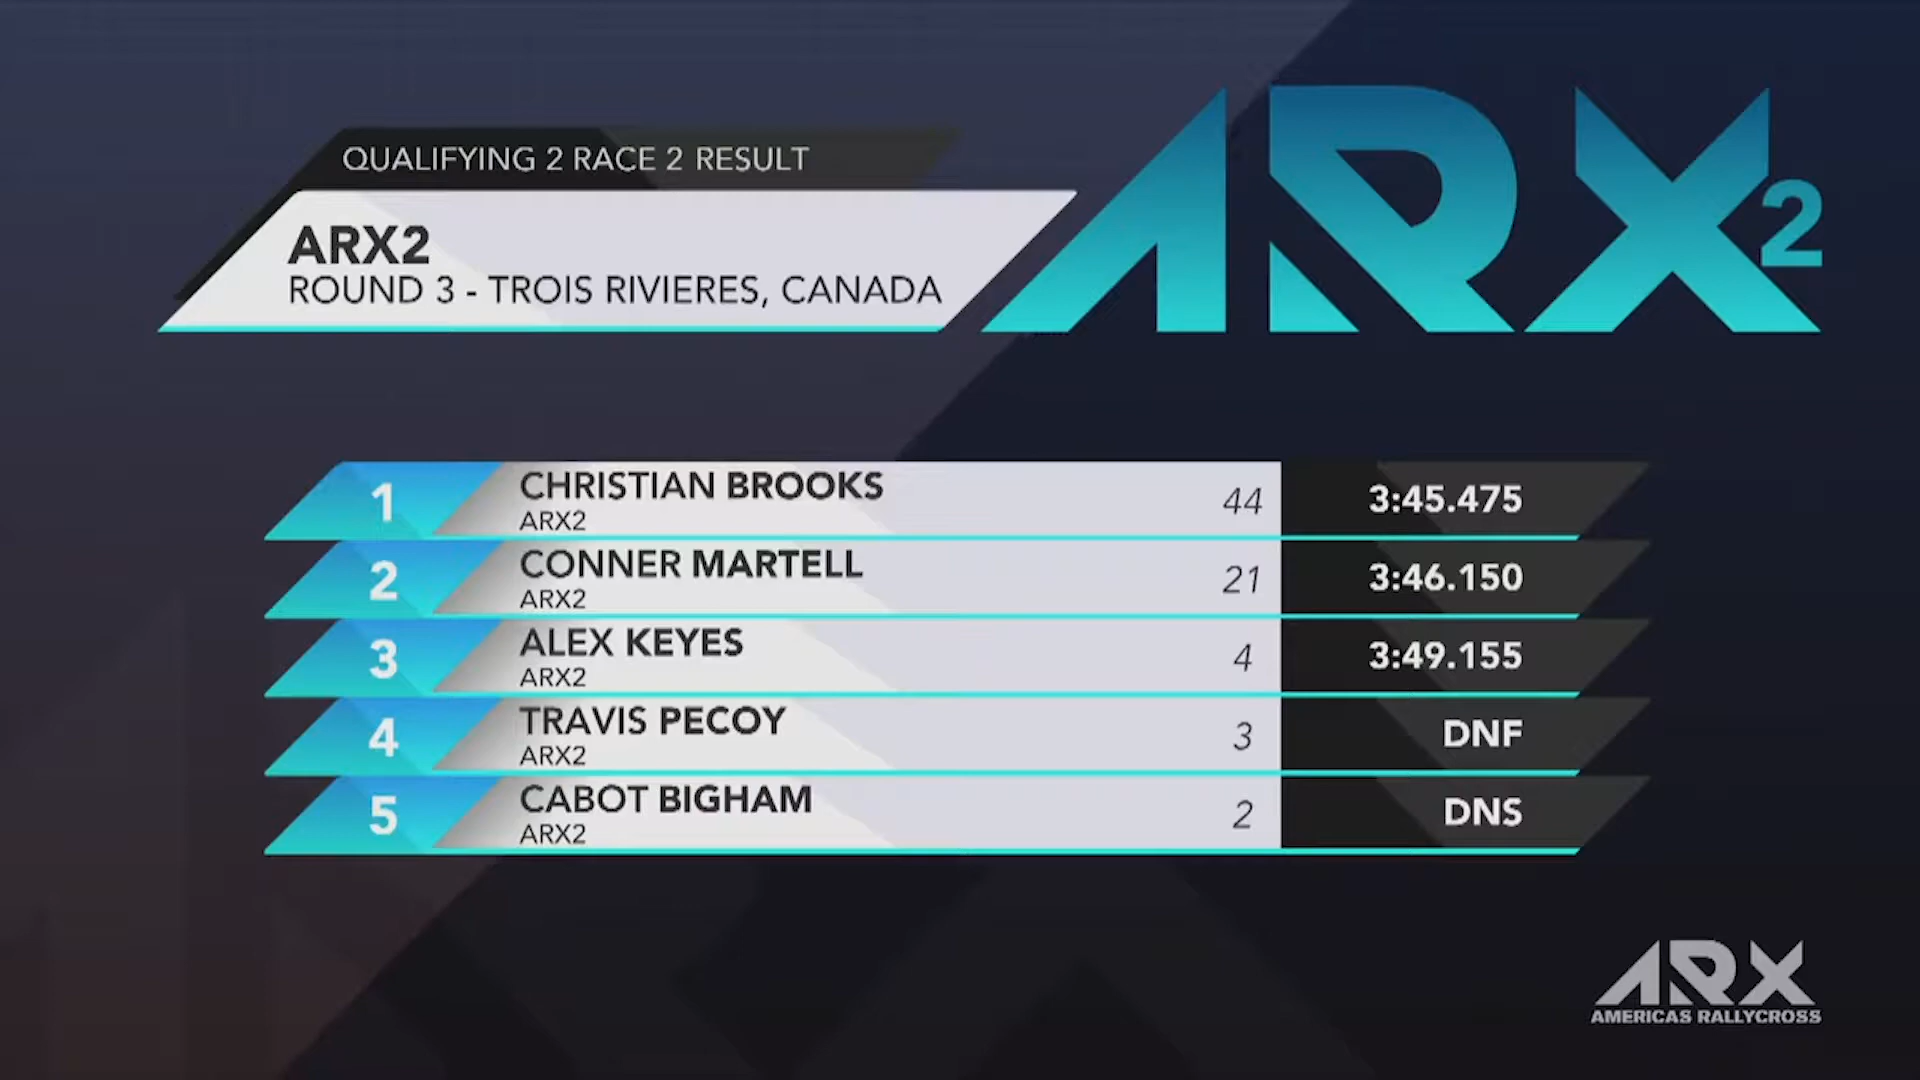 QUALIFYING 2 RACE 2 RESULT
ARX2
ROUND 3 - TROIS RIVIERES, CANADA
ARX2
1 CHRISTIAN BROOKS 44 3:45.475
ARX2
2 CONNER MARTELL 21 3:46.150
ARX2
3 ALEX KEYES 4 3:49.155
ARX2
4 TRAVIS PECOY 3 DNF
ARX2
5 CABOT BIGHAM 2 DNS
ARX2
ARX
AMERICAS RALLYCROSS